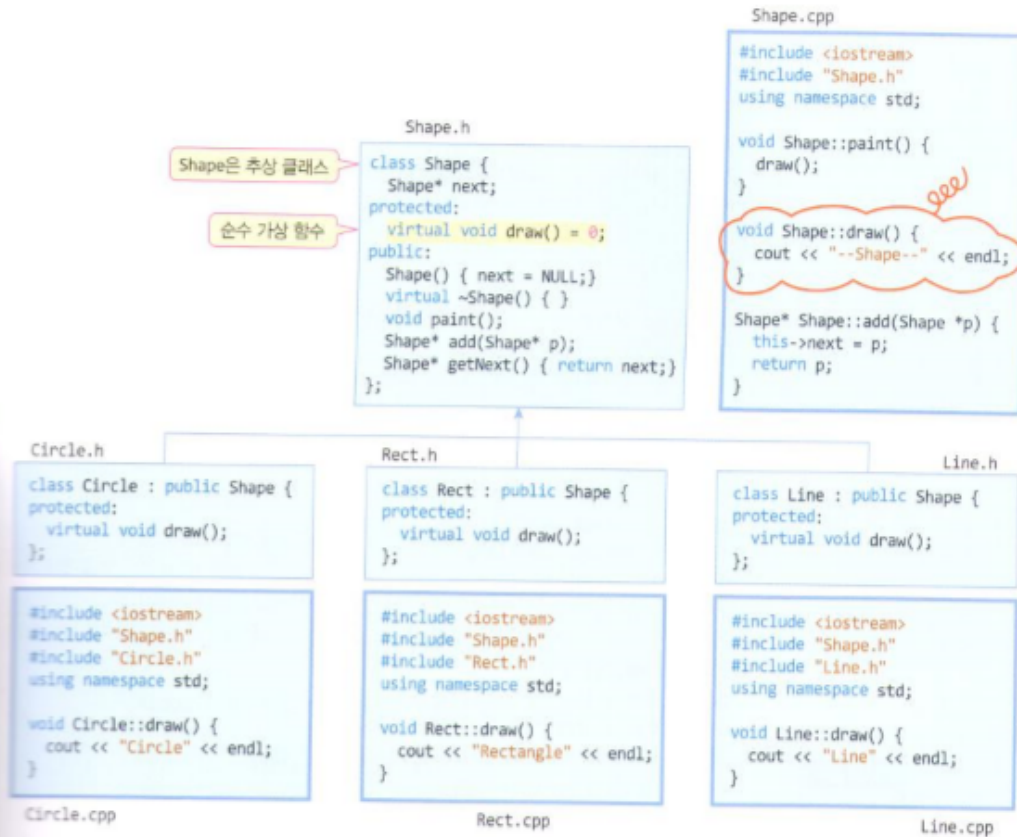 Shape.cpp
#include <iostream>
#include "Shape.h"
using namespace std;
void Shape::paint() {
draw();
}
void Shape::draw() {
cout << "--Shape--" << endl;
}
Shape* Shape::add(Shape *p) {
this->next = p;
return p;
}
Shape.h
Shape은 추상 클래스
순수 가상 함수
class Shape {
Shape* next;
protected:
virtual void draw() = 0;
public:
Shape() { next = NULL;}
virtual ~Shape() { }
void paint();
Shape* add(Shape* p);
Shape* getNext() { return next;}
};
Circle.h
class Circle : public Shape {
protected:
virtual void draw();
};
#include <iostream>
#include "Shape.h"
#include "Circle.h"
using namespace std;
void Circle::draw() {
cout << "Circle" << endl;
}
Circle.cpp
Rect.h
class Rect : public Shape {
protected:
virtual void draw();
};
#include <iostream>
#include "Shape.h"
#include "Rect.h"
using namespace std;
void Rect::draw() {
cout << "Rectangle" << endl;
}
Rect.cpp
Line.h
class Line : public Shape {
protected:
virtual void draw();
};
#include <iostream>
#include "Shape.h"
#include "Line.h"
using namespace std;
void Line::draw() {
cout << "Line" << endl;
}
Line.cpp